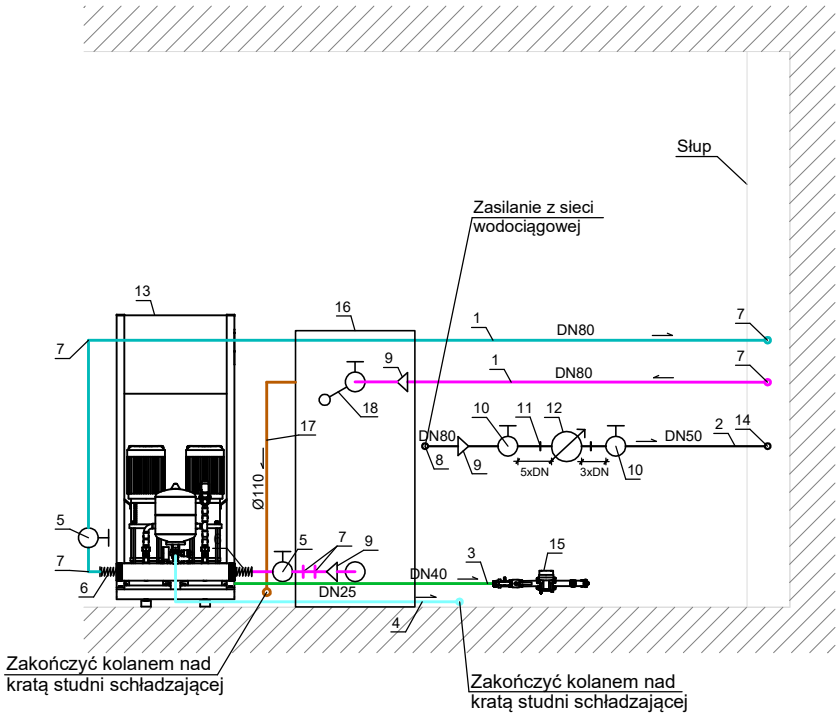 Słup
Zasilanie z sieci
wodociągowej
13
16
7
1
DN80
7
9
1
DN80
7
18
17
10
11
12
14
DN80
DN50
2
8
9
5xDN
3xDN
10
Ø110
5
5
7
9
15
7
6
DN40
3
DN25
4
Zakończyć kolanem nad
kratą studni schładzającej
Zakończyć kolanem nad
kratą studni schładzającej